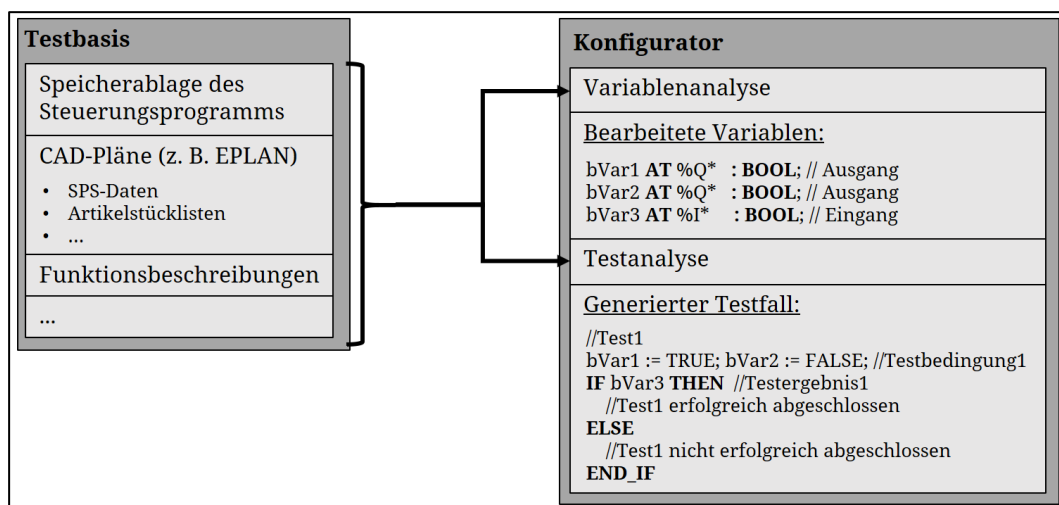 Testbasis
Speicherablage des
Steuerungsprogramms
CAD-Pläne (z. B. EPLAN)
• SPS-Daten
• Artikelstücklisten
• ...
Funktionsbeschreibungen
...
Konfigurator
Variablenanalyse
Bearbeitete Variablen:
bVar1 AT %Q* : BOOL; // Ausgang
bVar2 AT %Q* : BOOL; // Ausgang
bVar3 AT %I* : BOOL; // Eingang
Testanalyse
Generierter Testfall:
//Test1
bVar1 := TRUE; bVar2 := FALSE; //Testbedingung1
IF bVar3 THEN //Testergebnis1
//Test1 erfolgreich abgeschlossen
ELSE
//Test1 nicht erfolgreich abgeschlossen
END_IF